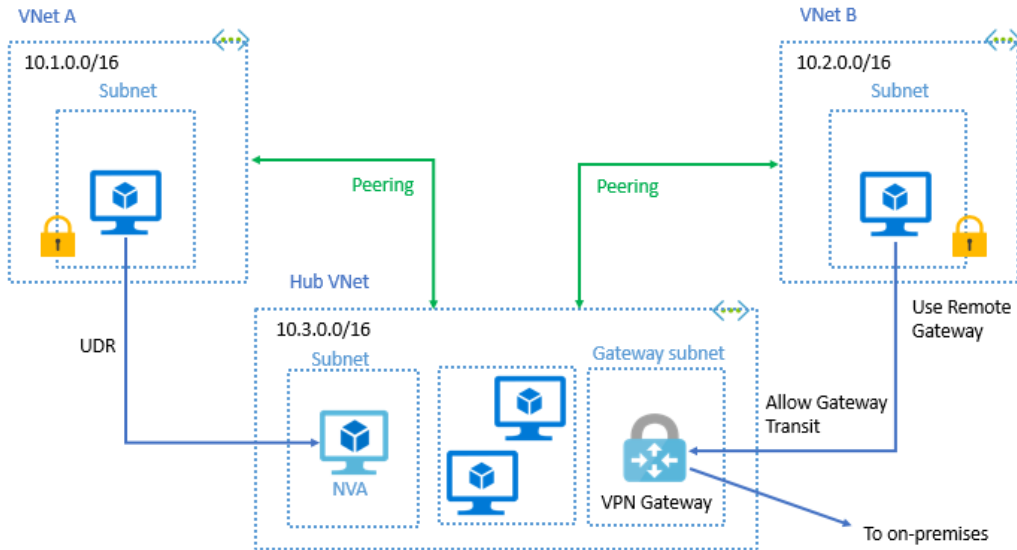 VNet A
VNet B
10.1.0.0/16
Subnet
10.2.0.0/16
Subnet
Peering
Peering
Hub VNet
Use Remote
Gateway
UDR
10.3.0.0/16
Subnet
Gateway subnet
Allow Gateway
Transit
NVA
VPN Gateway
To on-premises